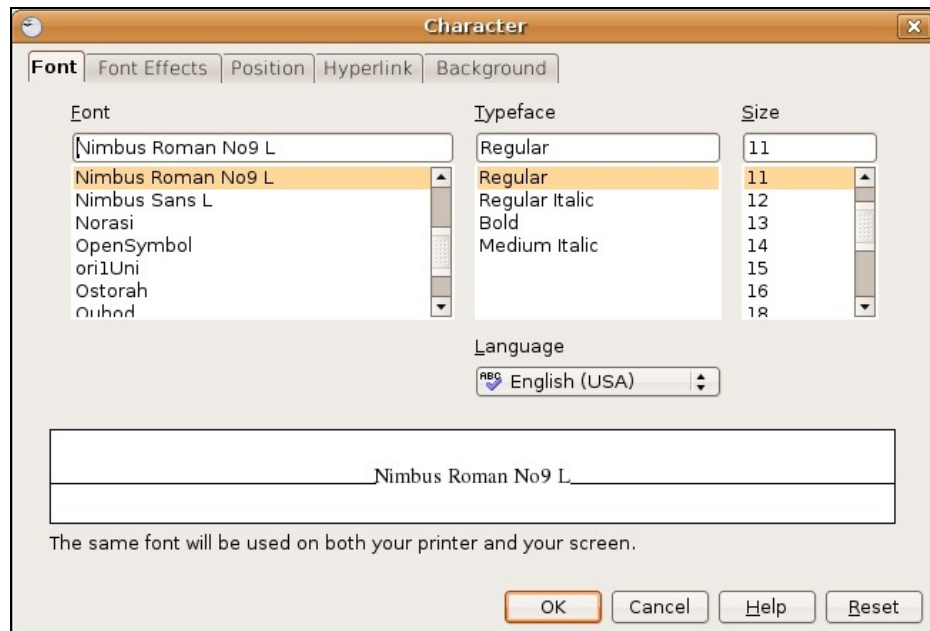 Character
Font Font Effects Position Hyperlink Background
Font Typeface Size
Nimbus Roman No9 L Regular 11
Nimbus Roman No9 L Regular 11
Nimbus Sans L Regular Italic 12
Norasi Bold 13
OpenSymbol Medium Italic 14
ori1Uni 15
Ostorah 16
Ouhod 18
Language
ABC English (USA)
Nimbus Roman No9 L
The same font will be used on both your printer and your screen.
OK Cancel Help Reset